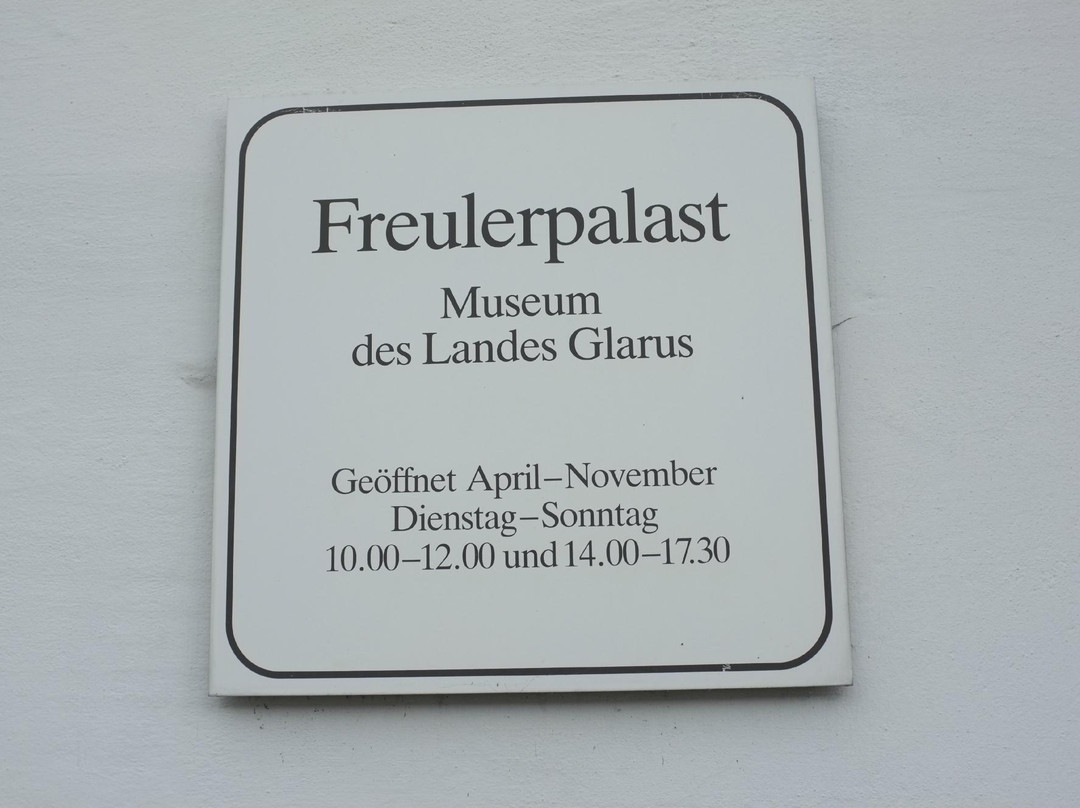 Freulerpalast
Museum
des Landes Glarus
Geöffnet April–November
Dienstag–Sonntag
10.00–12.00 und 14.00–17.30